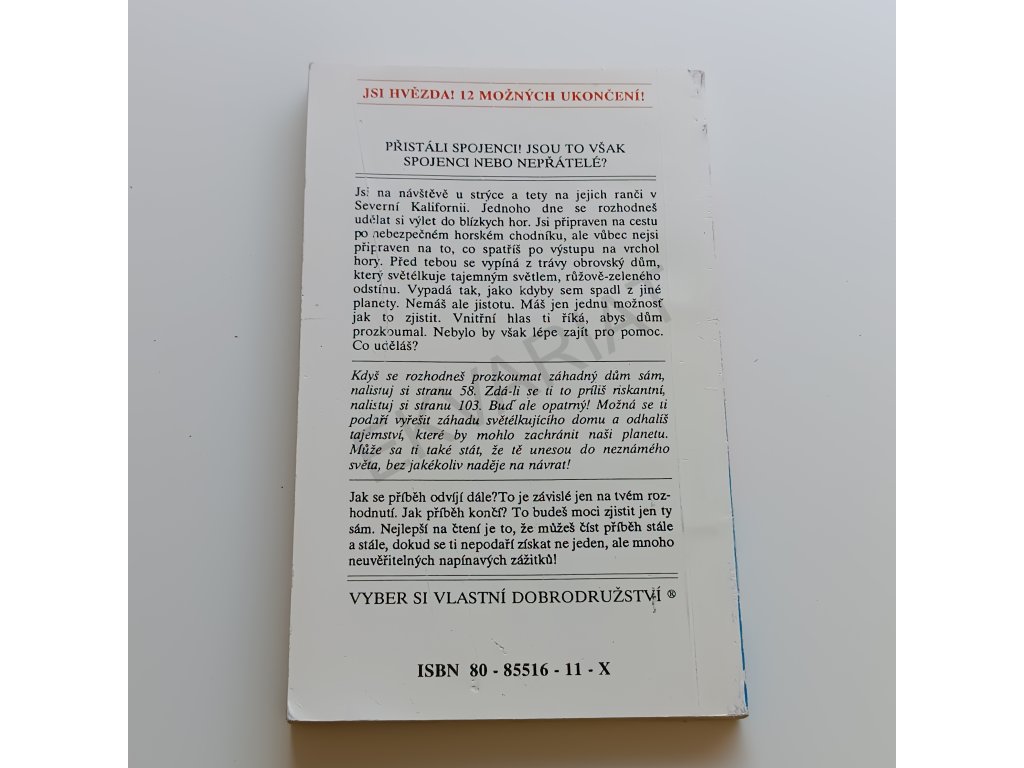 JSI HVĚZDA! 12 MOŽNÝCH UKONČENÍ!
PŘISTÁLI SPOJENCI! JSOU TO VŠAK
SPOJENCI NEBO NEPŘÁTELÉ?
Jsi na návštěvě u strýce a tety na jejich ranči v
Severní Kalifornii. Jednoho dne se rozhodneš
udělat si výlet do blízkych hor. Jsi připraven na cestu
po nebezpečném horském chodníku, ale vůbec nejsi
připraven na to, co spatříš po výstupu na vrchol
hory. Před tebou se vypíná z trávy obrovský dům,
který světélkuje tajemným světlem, růžově-zeleného
odstínu. Vypadá tak, jako kdyby sem spadl z jiné
planety. Nemáš ale jistotu. Máš jen jednu možnosť
jak to zjistit. Vnitřní hlas ti říká, abys dům
prozkoumal. Nebylo by však lépe zajít pro pomoc.
Co uděláš?
Kdyš se rozhodneš prozkoumat záhadný dům sám,
nalistuj si stranu 58. Zdá-li se ti to príliš riskantní,
nalistuj si stranu 103. Buď ale opatrný! Možná se ti
podaří vyřešit záhadu světélkujícího domu a odhalíš
tajemství, které by mohlo zachránit naši planetu.
Může sa ti také stát, že tě unesou do neznámého
světa, bez jakékoliv naděje na návrat!
Jak se příběh odvíjí dále? To je závislé jen na tvém roz-
hodnutí. Jak příběh končí? To budeš moci zjistit jen ty
sám. Nejlepší na čtení je to, že můžeš číst příběh stále
a stále, dokud se ti nepodaří získat ne jeden, ale mnoho
neuvěřitelných napínavých zážitků!
VYBER SI VLASTNÍ DOBRODRUŽSTVÍ ®
ISBN 80 - 85516 - 11 - X